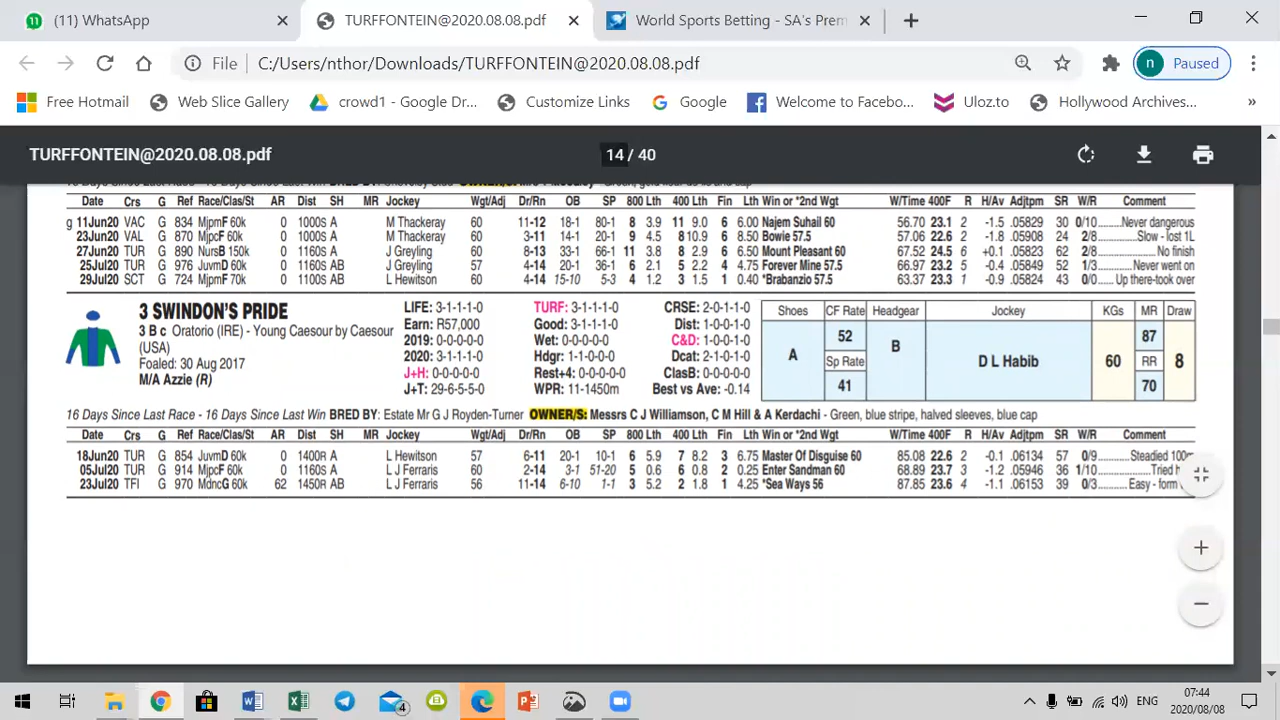 (11) WhatsApp
TURFFONTEIN@2020.08.08.pdf
World Sports Betting - SA's Prem
File C:/Users/nthor/Downloads/TURFFONTEIN@2020.08.08.pdf
n Paused
Free Hotmail Web Slice Gallery crowd1 - Google Dr... Customize Links Google Welcome to Facebo... Uloz.to Hollywood Archives... »
TURFFONTEIN@2020.08.08.pdf 14 / 40
Date Crs G Ref Race/Clas/St AR Dist SH MR Jockey Wgt/Adj Dr/Rn OB SP 800 Lth 400 Lth Fin Lth Win or *2nd Wgt W/Time 400F R H/Av Adjtpm SR W/R Comment
g 11Jun20 VAC G 834 MjpmF 60k 0 1000S A M Thackeray 60 11-12 18-1 80-1 8 3.9 11 9.0 6 6.00 Najem Suhail 60 56.70 23.1 2 -1.5 .05829 30 0/10 ....Never dangerous
23Jun20 VAL G 870 MjpcF 60k 0 1000S A M Thackeray 60 3-11 14-1 20-1 9 4.5 8 10.9 6 8.50 Bowie 57.5 57.06 22.6 2 -1.8 .05908 24 2/8 ........Slow - lost 1L
27Jun20 TUR G 890 NursB 150k 0 1160S A J Greyling 60 8-13 33-1 66-1 11 3.8 8 2.9 6 3.50 Mount Pleasant 60 67.52 24.5 6 +0.1 .05823 62 2/8 ..............No finish
25Jul20 TUR G 976 JuvmD 60k 0 1160S AB J Greyling 57 4-14 20-1 36-1 6 2.1 5 2.2 4 4.75 Forever Mine 57.5 66.97 23.2 5 -0.4 .05849 52 1/3 .......Never went on
29Jul20 SCT G 724 MjpmF 70k 0 1100S AB L Hewitson 60 4-14 15-10 5-3 4 1.2 3 1.5 1 0.40 *Brabanzio 57.5 63.37 23.3 1 -0.9 .05824 43 0/0 ... Up there-took over
3 SWINDON'S PRIDE
3 B c Oratorio (IRE) - Young Caesour by Caesour
(USA)
Foaled: 30 Aug 2017
M/A Azzie (R)
LIFE: 3-1-1-1-0 TURF: 3-1-1-1-0 CRSE: 2-0-1-1-0
Earn: R57,000 Good: 3-1-1-1-0 Dist: 1-0-0-1-0
2019: 0-0-0-0-0 Wet: 0-0-0-0-0 C&D: 1-0-0-1-0
2020: 3-1-1-1-0 Hdgr: 1-1-0-0-0 Dcat: 2-1-0-1-0
J+H: 0-0-0-0-0 Rest+4: 0-0-0-0-0 ClasB: 0-0-0-0-0
J+T: 29-6-5-5-0 WPR: 11-1450m Best vs Ave: -0.14
Shoes CF Rate Headgear Jockey KGs MR Draw
A 52 B D L Habib 60 87 8
Sp Rate RR
41 70
16 Days Since Last Race - 16 Days Since Last Win BRED BY: Estate Mr G J Royden-Turner OWNER/S: Messrs C J Williamson, C M Hill & A Kerdachi - Green, blue stripe, halved sleeves, blue cap
Date Crs G Ref Race/Clas/St AR Dist SH MR Jockey Wgt/Adj Dr/Rn OB SP 800 Lth 400 Lth Fin Lth Win or *2nd Wgt W/Time 400F R H/Av Adjtpm SR W/R Comment
18Jun20 TUR G 854 JuvmD 60k 0 1400R A L Hewitson 57 6-11 20-1 10-1 6 5.9 7 8.2 3 6.75 Master Of Disguise 60 85.08 22.6 2 -0.1 .06134 57 0/9 ......Steadied 100m
05Jul20 TUR G 914 MjpcF 60k 0 1160S A L J Ferraris 60 2-14 3-1 51-20 5 0.6 6 0.8 2 0.25 Enter Sandman 60 68.89 23.7 3 -1.2 .05946 36 1/10 ............Tried h
23Jul20 TFI G 970 MdncG 60k 62 1450R AB L J Ferraris 56 11-14 6-10 1-1 3 5.2 2 1.8 1 4.25 *Sea Ways 56 87.85 23.6 4 -1.1 .06153 39 0/3 ........Easy - form
4
ENG 07:44
2020/08/08